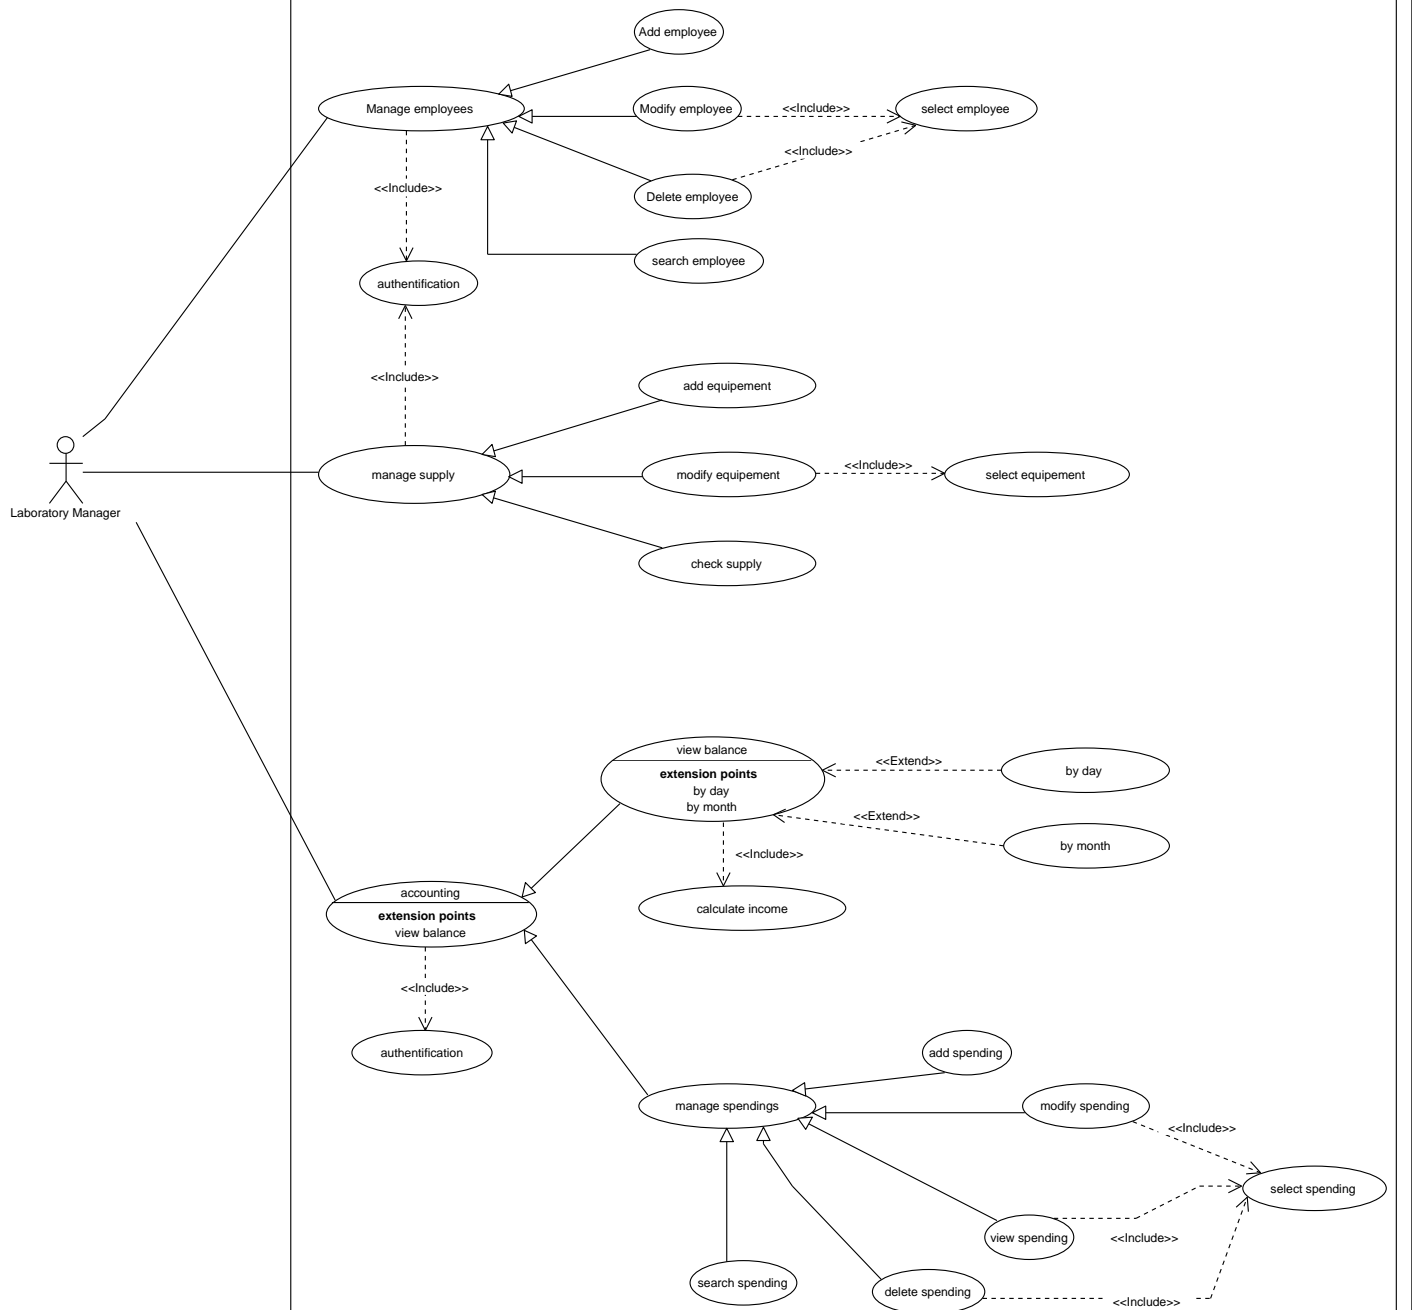 Add employee
Manage employees
Modify employee
<<Include>>
select employee
<<Include>>
<<Include>>
Delete employee
search employee
authentification
<<Include>>
add equipement
Laboratory Manager
manage supply
modify equipement
<<Include>>
select equipement
check supply
view balance
extension points
by day
by month
<<Extend>>
by day
<<Extend>>
by month
<<Include>>
calculate income
accounting
extension points
view balance
<<Include>>
authentification
add spending
manage spendings
modify spending
<<Include>>
select spending
view spending
<<Include>>
search spending
delete spending
<<Include>>